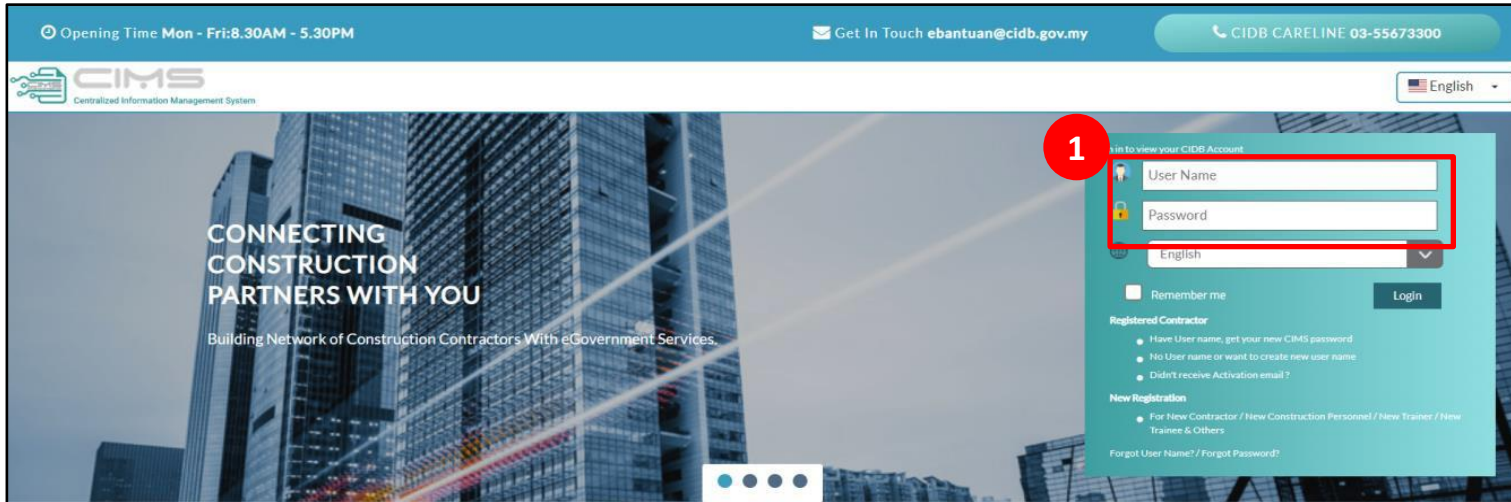 Opening Time Mon - Fri:8.30AM - 5.30PM
Get In Touch ebantuan@cidb.gov.my
CIDB CARELINE 03-55673300
CIMS
Centralized Information Management System
English
1
in to view your CIDB Account
User Name
Password
English
Remember me
Login
Registered Contractor
Have User name, get your new CIMS password
No User name or want to create new user name
Didn't receive Activation email ?
New Registration
For New Contractor / New Construction Personnel / New Trainer / New
Trainee & Others
Forgot User Name? / Forgot Password?
CONNECTING
CONSTRUCTION
PARTNERS WITH YOU
Building Network of Construction Contractors With eGovernment Services.